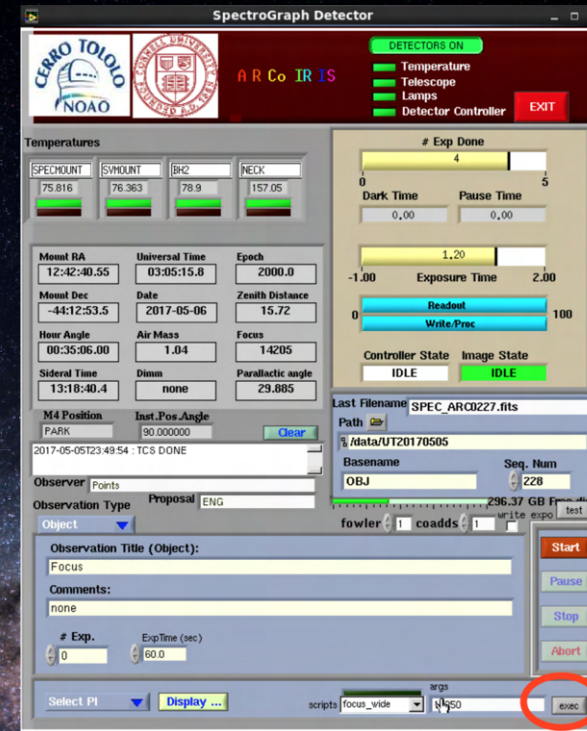 SpectroGraph Detector
CERRO TOLOLO
NOAO
CORNELL UNIVERSITY
ARCoIRIS
DETECTORS ON
Temperature
Telescope
Lamps
Detector Controller
EXIT
Temperatures
SPECMOUNT SVMOUNT BH2 NECK
75.816 76.363 78.9 157.05
# Exp Done
4
0 5
Dark Time Pause Time
0,00 0,00
1,20
-1.00 Exposure Time 2.00
Readout
0 100
Write/Proc
Controller State Image State
IDLE IDLE
Mount RA Universal Time Epoch
12:42:40.55 03:05:15.8 2000.0
Mount Dec Date Zenith Distance
-44:12:53.5 2017-05-06 15.72
Hour Angle Air Mass Focus
00:35:06.00 1.04 14205
Sideral Time Dimm Parallactic angle
13:18:40.4 none 29.885
M4 Position Inst.Pos.Angle
PARK 90.000000 Clear
2017-05-05T23:49:54 : TCS DONE
Observer Points
Observation Type Proposal ENG
Last Filename SPEC_ARC0227.fits
Path
/data/UT20170505
Basename Seq. Num
OBJ 228
296.37 GB Free
write expo test
fowler 1 coadds 1
Object
Observation Title (Object):
Focus
Comments:
none
# Exp. ExpTime (sec)
0 60.0
Start
Pause
Stop
Abort
Select PI Display ...
scripts focus_wide args exec